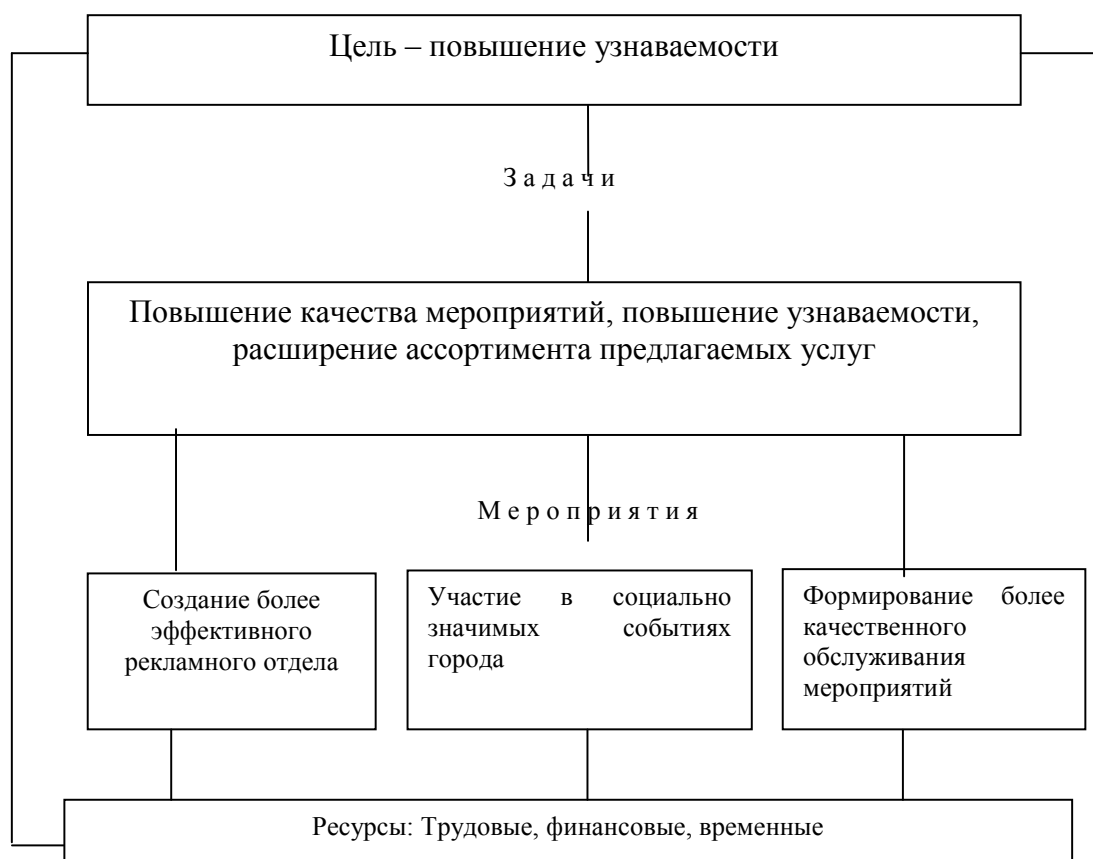 Цель – повышение узнаваемости
З а д а ч и
Повышение качества мероприятий, повышение узнаваемости,
расширение ассортимента предлагаемых услуг
М е р о п р и я т и я
Создание более
эффективного
рекламного отдела
Участие в социально
значимых событиях
города
Формирование более
качественного
обслуживания
мероприятий
Ресурсы: Трудовые, финансовые, временные